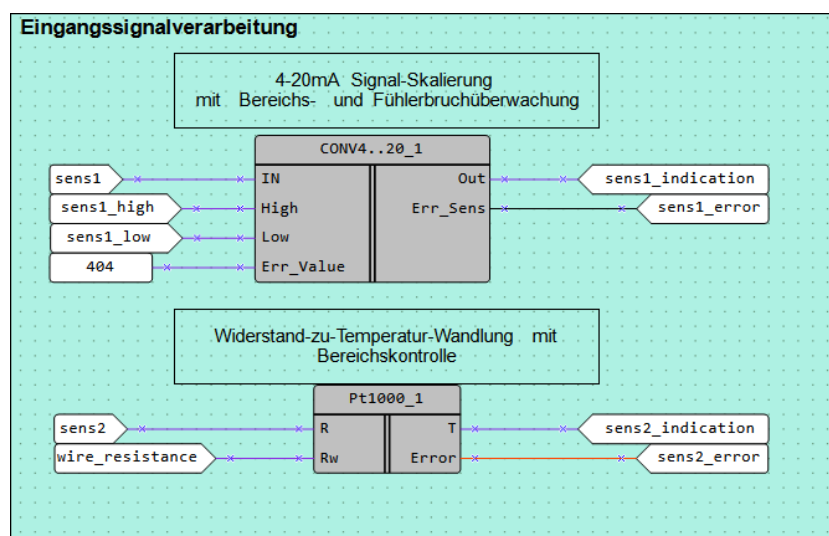 Eingangssignalverarbeitung
4-20mA Signal-Skalierung
mit Bereichs- und Fühlerbruchüberwachung
CONV4..20_1
sens1
IN
Out
sens1_indication
sens1_high
High
Err_Sens
sens1_error
sens1_low
Low
404
Err_Value
Widerstand-zu-Temperatur-Wandlung mit
Bereichskontrolle
Pt1000_1
sens2
R
T
sens2_indication
wire_resistance
Rw
Error
sens2_error